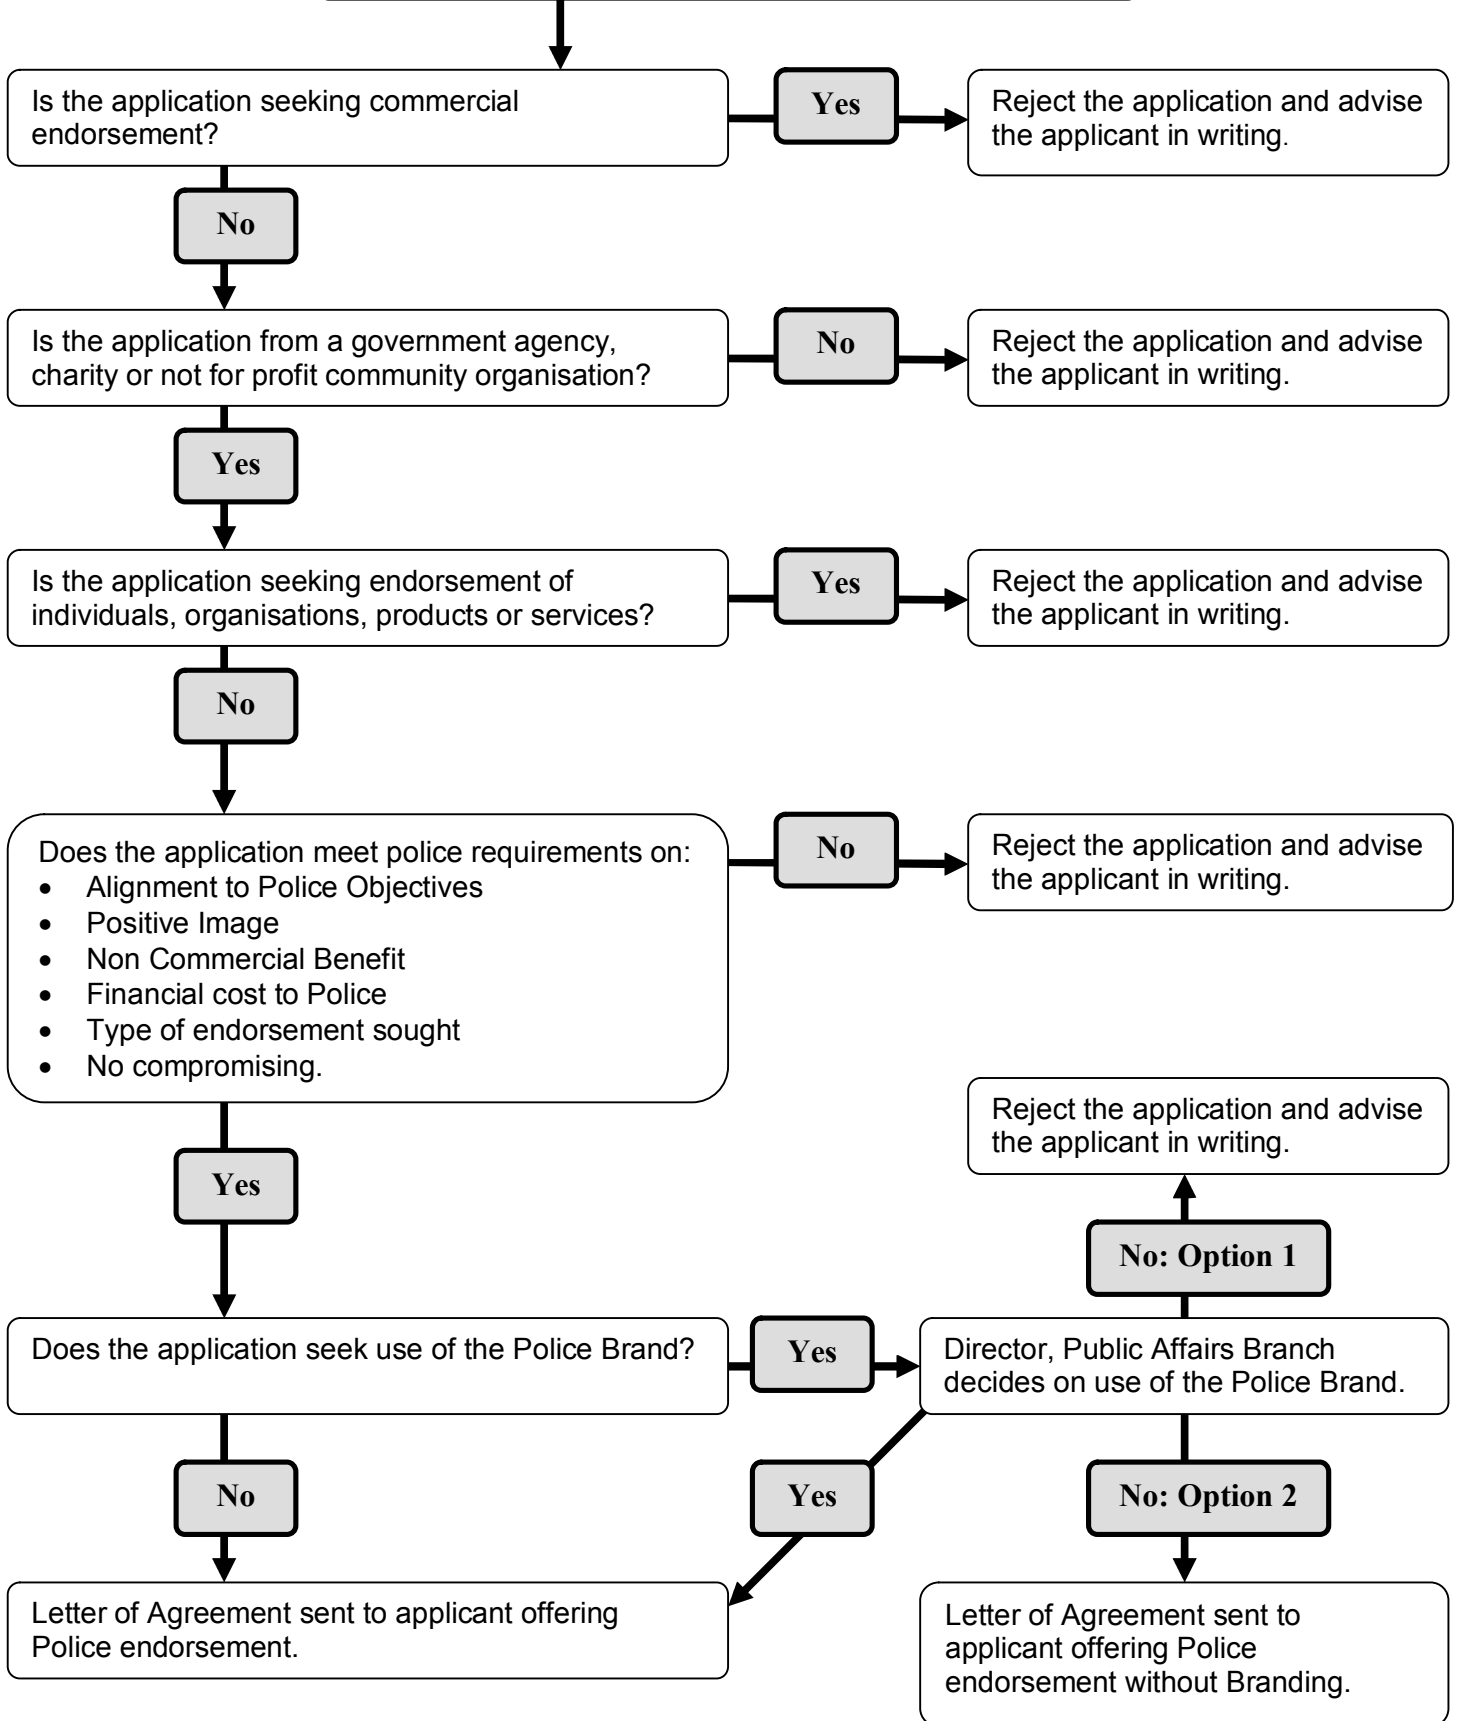 Is the application seeking commercial
endorsement?
Yes
Reject the application and advise
the applicant in writing.
No
Is the application from a government agency,
charity or not for profit community organisation?
No
Reject the application and advise
the applicant in writing.
Yes
Is the application seeking endorsement of
individuals, organisations, products or services?
Yes
Reject the application and advise
the applicant in writing.
No
Does the application meet police requirements on:
• Alignment to Police Objectives
• Positive Image
• Non Commercial Benefit
• Financial cost to Police
• Type of endorsement sought
• No compromising.
No
Reject the application and advise
the applicant in writing.
Yes
Reject the application and advise
the applicant in writing.
No: Option 1
Does the application seek use of the Police Brand?
Yes
Director, Public Affairs Branch
decides on use of the Police Brand.
No
Yes
No: Option 2
Letter of Agreement sent to applicant offering
Police endorsement.
Letter of Agreement sent to
applicant offering Police
endorsement without Branding.